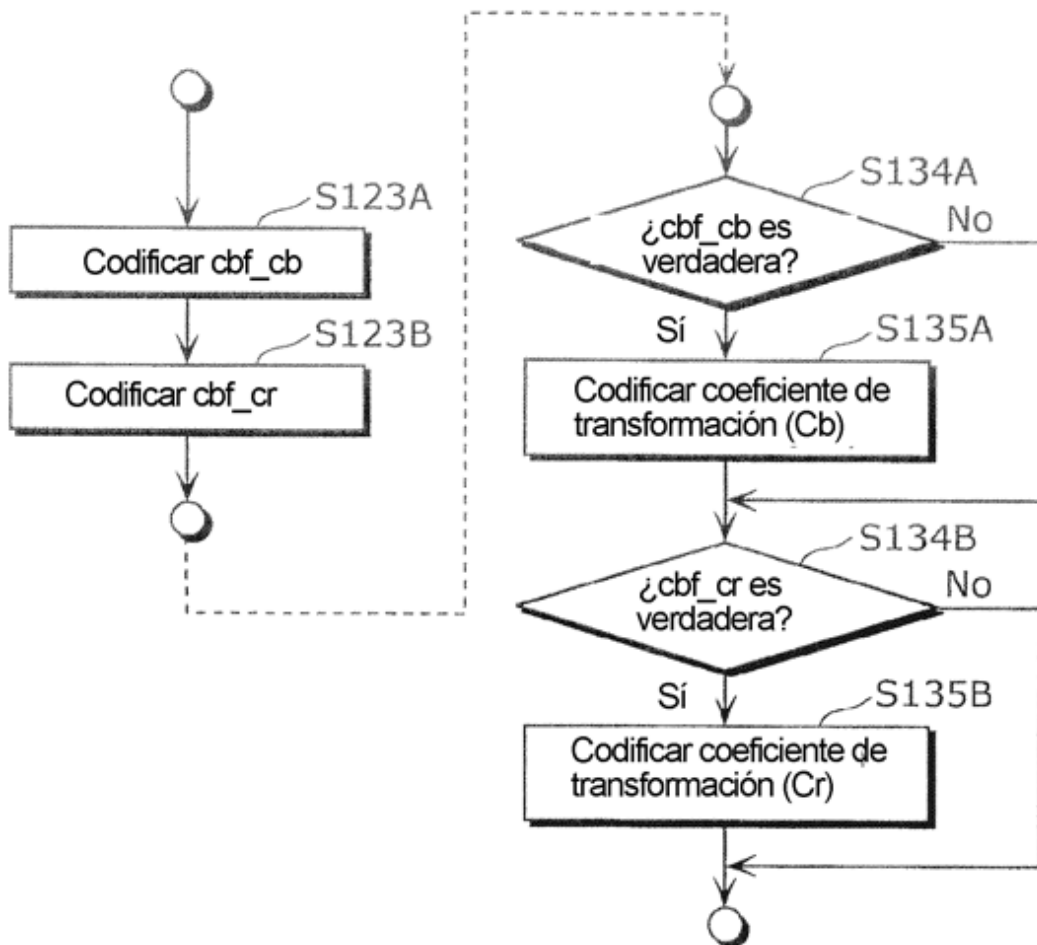 S123A
Codificar cbf_cb
S123B
Codificar cbf_cr
S134A
¿cbf_cb es
verdadera?
No
Sí
S135A
Codificar coeficiente de
transformación (Cb)
S134B
¿cbf_cr es
verdadera?
No
Sí
S135B
Codificar coeficiente de
transformación (Cr)